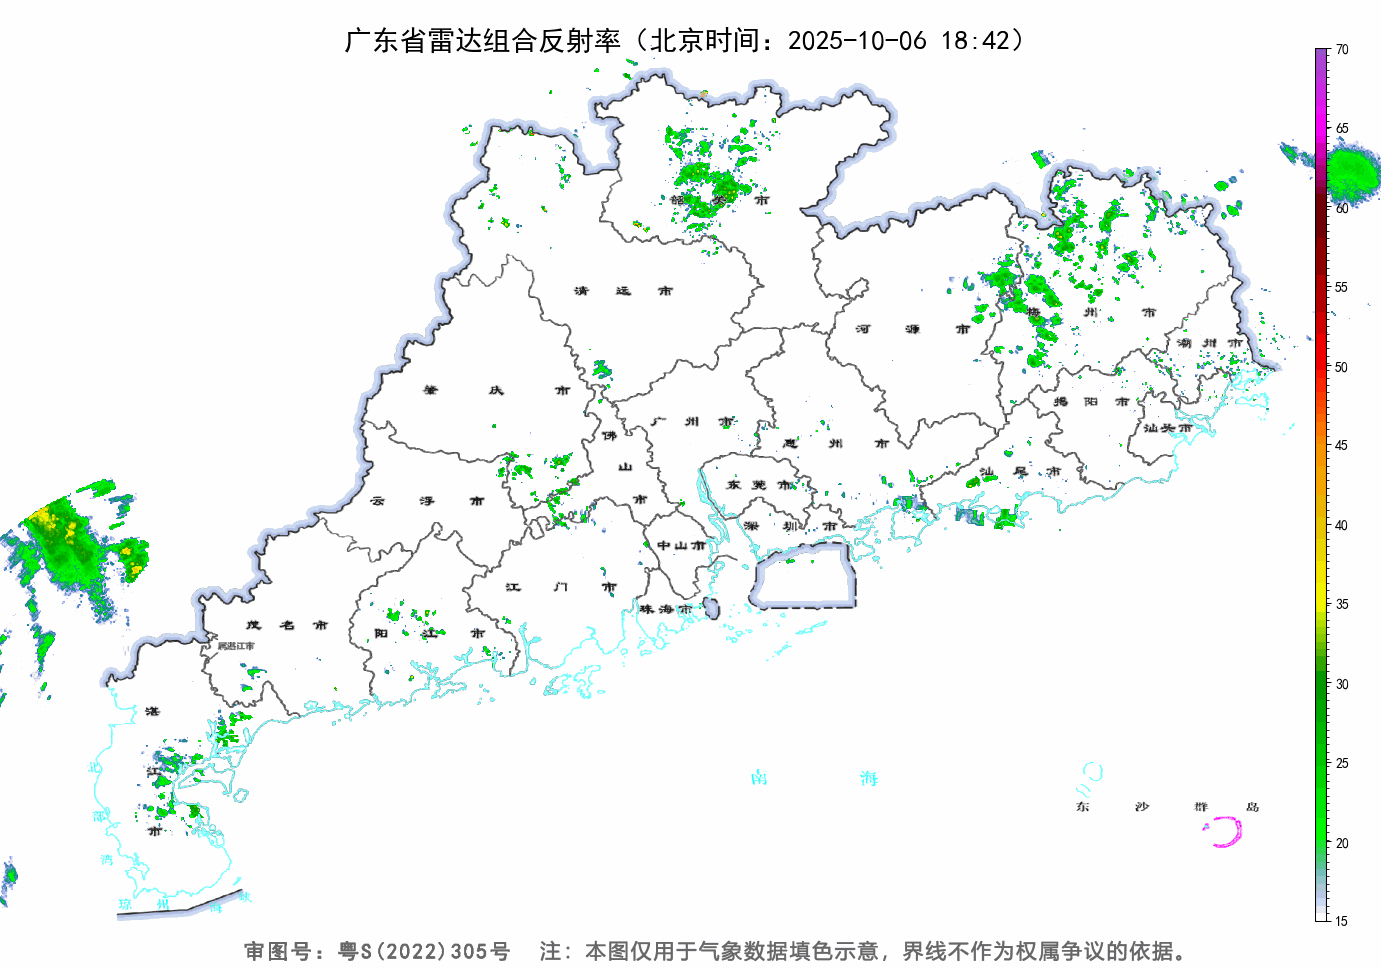 广东省雷达组合反射率（北京时间：2025-10-06 18:42）
70
65
60
55
50
45
40
35
30
25
20
15
韶关市
清远市
河源市
梅州市
潮州市
肇庆市
广州市
揭阳市
佛山市
惠州市
汕头市
云浮市
东莞市
汕尾市
深圳市
中山市
江门市
珠海市
茂名市
阳江市
属湛江市
湛江市
北部湾
南海
东沙群岛
琼州海峡
审图号：粤S(2022)305号　注：本图仅用于气象数据填色示意，界线不作为权属争议的依据。